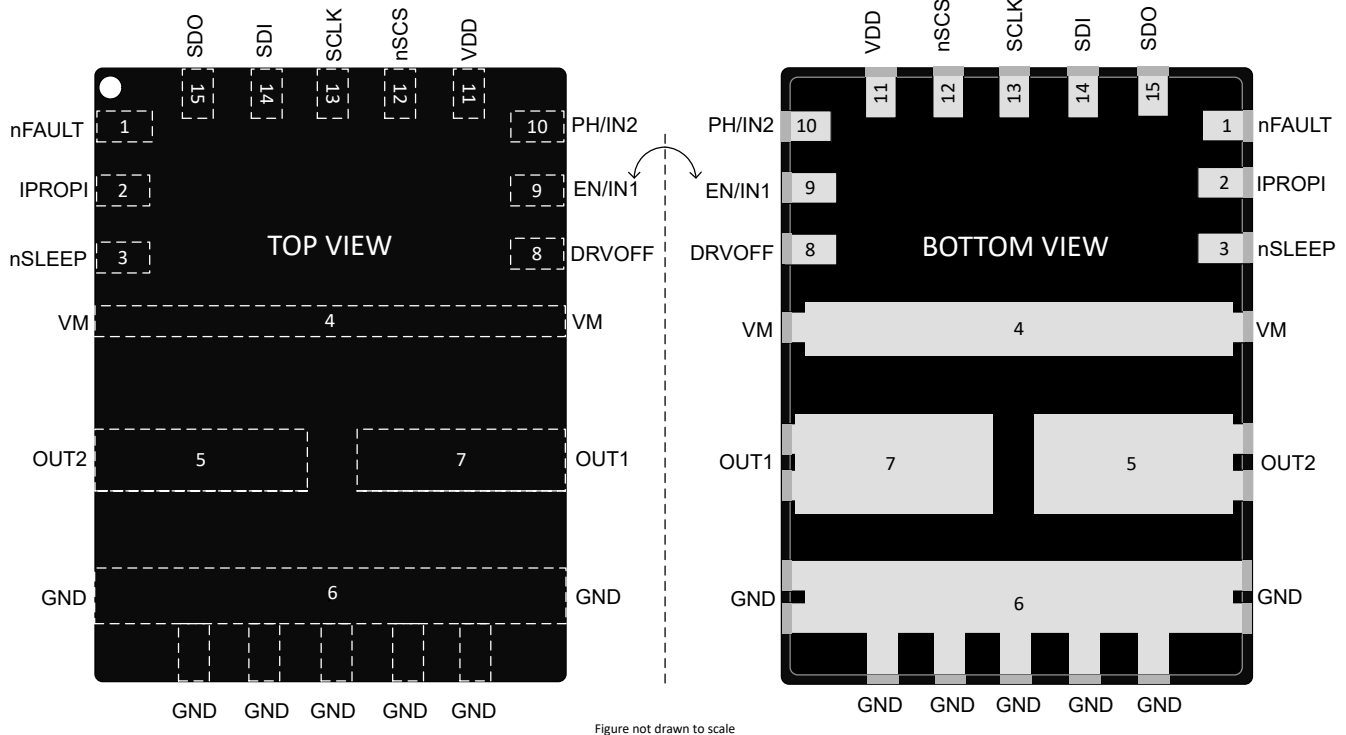 SDO SDI SCLK nSCS VDD
15 14 13 12 11
nFAULT 1 10 PH/IN2
IPROPI 2 9 EN/IN1
nSLEEP 3 TOP VIEW 8 DRVOFF
VM 4 VM
OUT2 5 7 OUT1
GND 6 GND
GND GND GND GND GND
VDD nSCS SCLK SDI SDO
11 12 13 14 15
PH/IN2 10 1 nFAULT
EN/IN1 9 2 IPROPI
DRVOFF 8 BOTTOM VIEW 3 nSLEEP
VM 4 VM
OUT1 7 5 OUT2
GND 6 GND
GND GND GND GND GND
Figure not drawn to scale